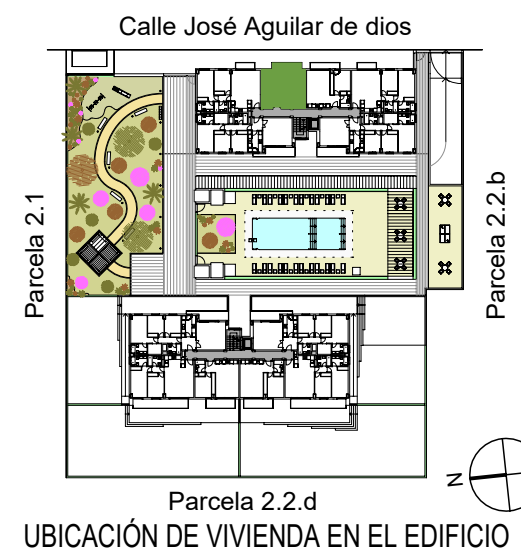 Calle José Aguilar de dios
Parcela 2.1
Parcela 2.2.b
Parcela 2.2.d
N
UBICACIÓN DE VIVIENDA EN EL EDIFICIO